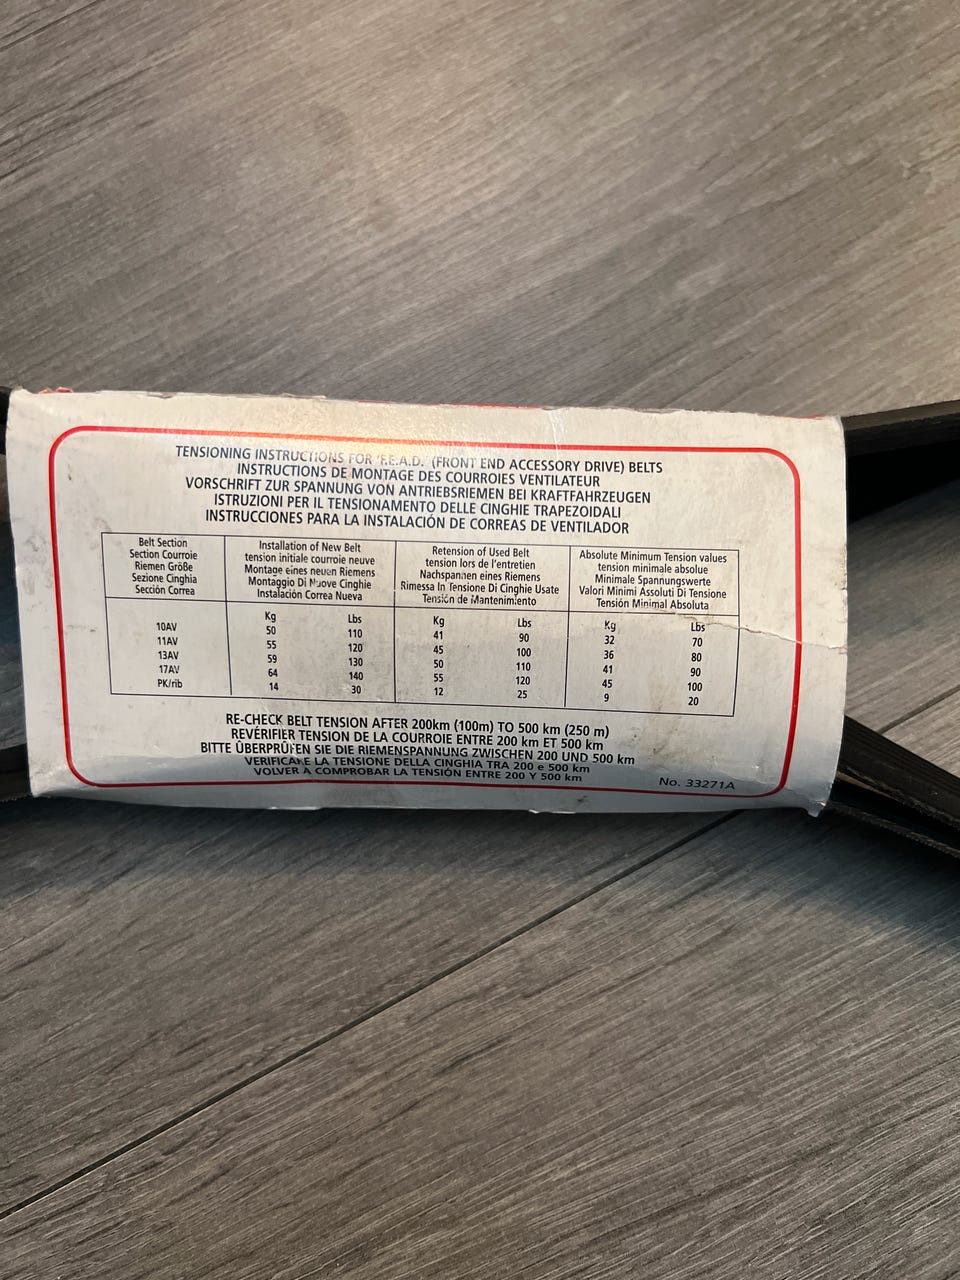 TENSIONING INSTRUCTIONS FOR 'F.E.A.D.' (FRONT END ACCESSORY DRIVE) BELTS
INSTRUCTIONS DE MONTAGE DES COURROIES VENTILATEUR
VORSCHRIFT ZUR SPANNUNG VON ANTRIEBSRIEMEN BEI KRAFTFAHRZEUGEN
ISTRUZIONI PER IL TENSIONAMENTO DELLE CINGHIE TRAPEZOIDALI
INSTRUCCIONES PARA LA INSTALACIÓN DE CORREAS DE VENTILADOR
Belt Section
Section Courroie
Riemen Größe
Sezione Cinghia
Sección Correa
Installation of New Belt
tension initiale courroie neuve
Montage eines neuen Riemens
Montaggio Di Nuove Cinghie
Instalación Correa Nueva
Retension of Used Belt
tension lors de l'entretien
Nachspannen eines Riemens
Rimessa In Tensione Di Cinghie Usate
Tensión de Mantenimiento
Absolute Minimum Tension values
tension minimale absolue
Minimale Spannungswerte
Valori Minimi Assoluti Di Tensione
Tensión Minimal Absoluta
Kg Lbs Kg Lbs Kg Lbs
10AV 50 110 41 90 32 70
11AV 55 120 45 100 36 80
13AV 59 130 50 110 41 90
17AV 64 140 55 120 45 100
PK/rib 14 30 12 25 9 20
RE-CHECK BELT TENSION AFTER 200km (100m) TO 500 km (250 m)
REVÉRIFIER TENSION DE LA COURROIE ENTRE 200 km ET 500 km
BITTE ÜBERPRÜFEN SIE DIE RIEMENSPANNUNG ZWISCHEN 200 UND 500 km
VERIFICARE LA TENSIONE DELLA CINGHIA TRA 200 e 500 km
VOLVER A COMPROBAR LA TENSIÓN ENTRE 200 Y 500 km
No. 33271A